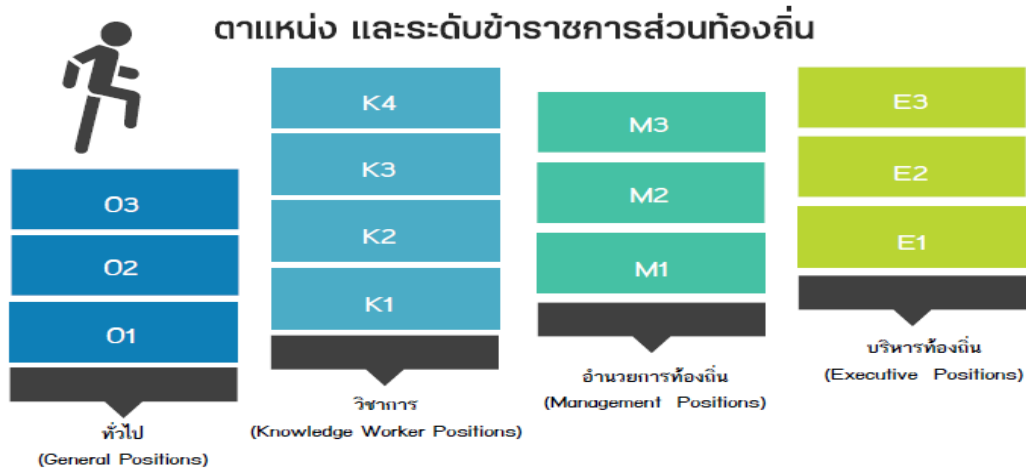 ตำแหน่ง และระดับข้าราชการส่วนท้องถิ่น
O3
O2
O1
ทั่วไป
(General Positions)
K4
K3
K2
K1
วิชาการ
(Knowledge Worker Positions)
M3
M2
M1
อำนวยการท้องถิ่น
(Management Positions)
E3
E2
E1
บริหารท้องถิ่น
(Executive Positions)